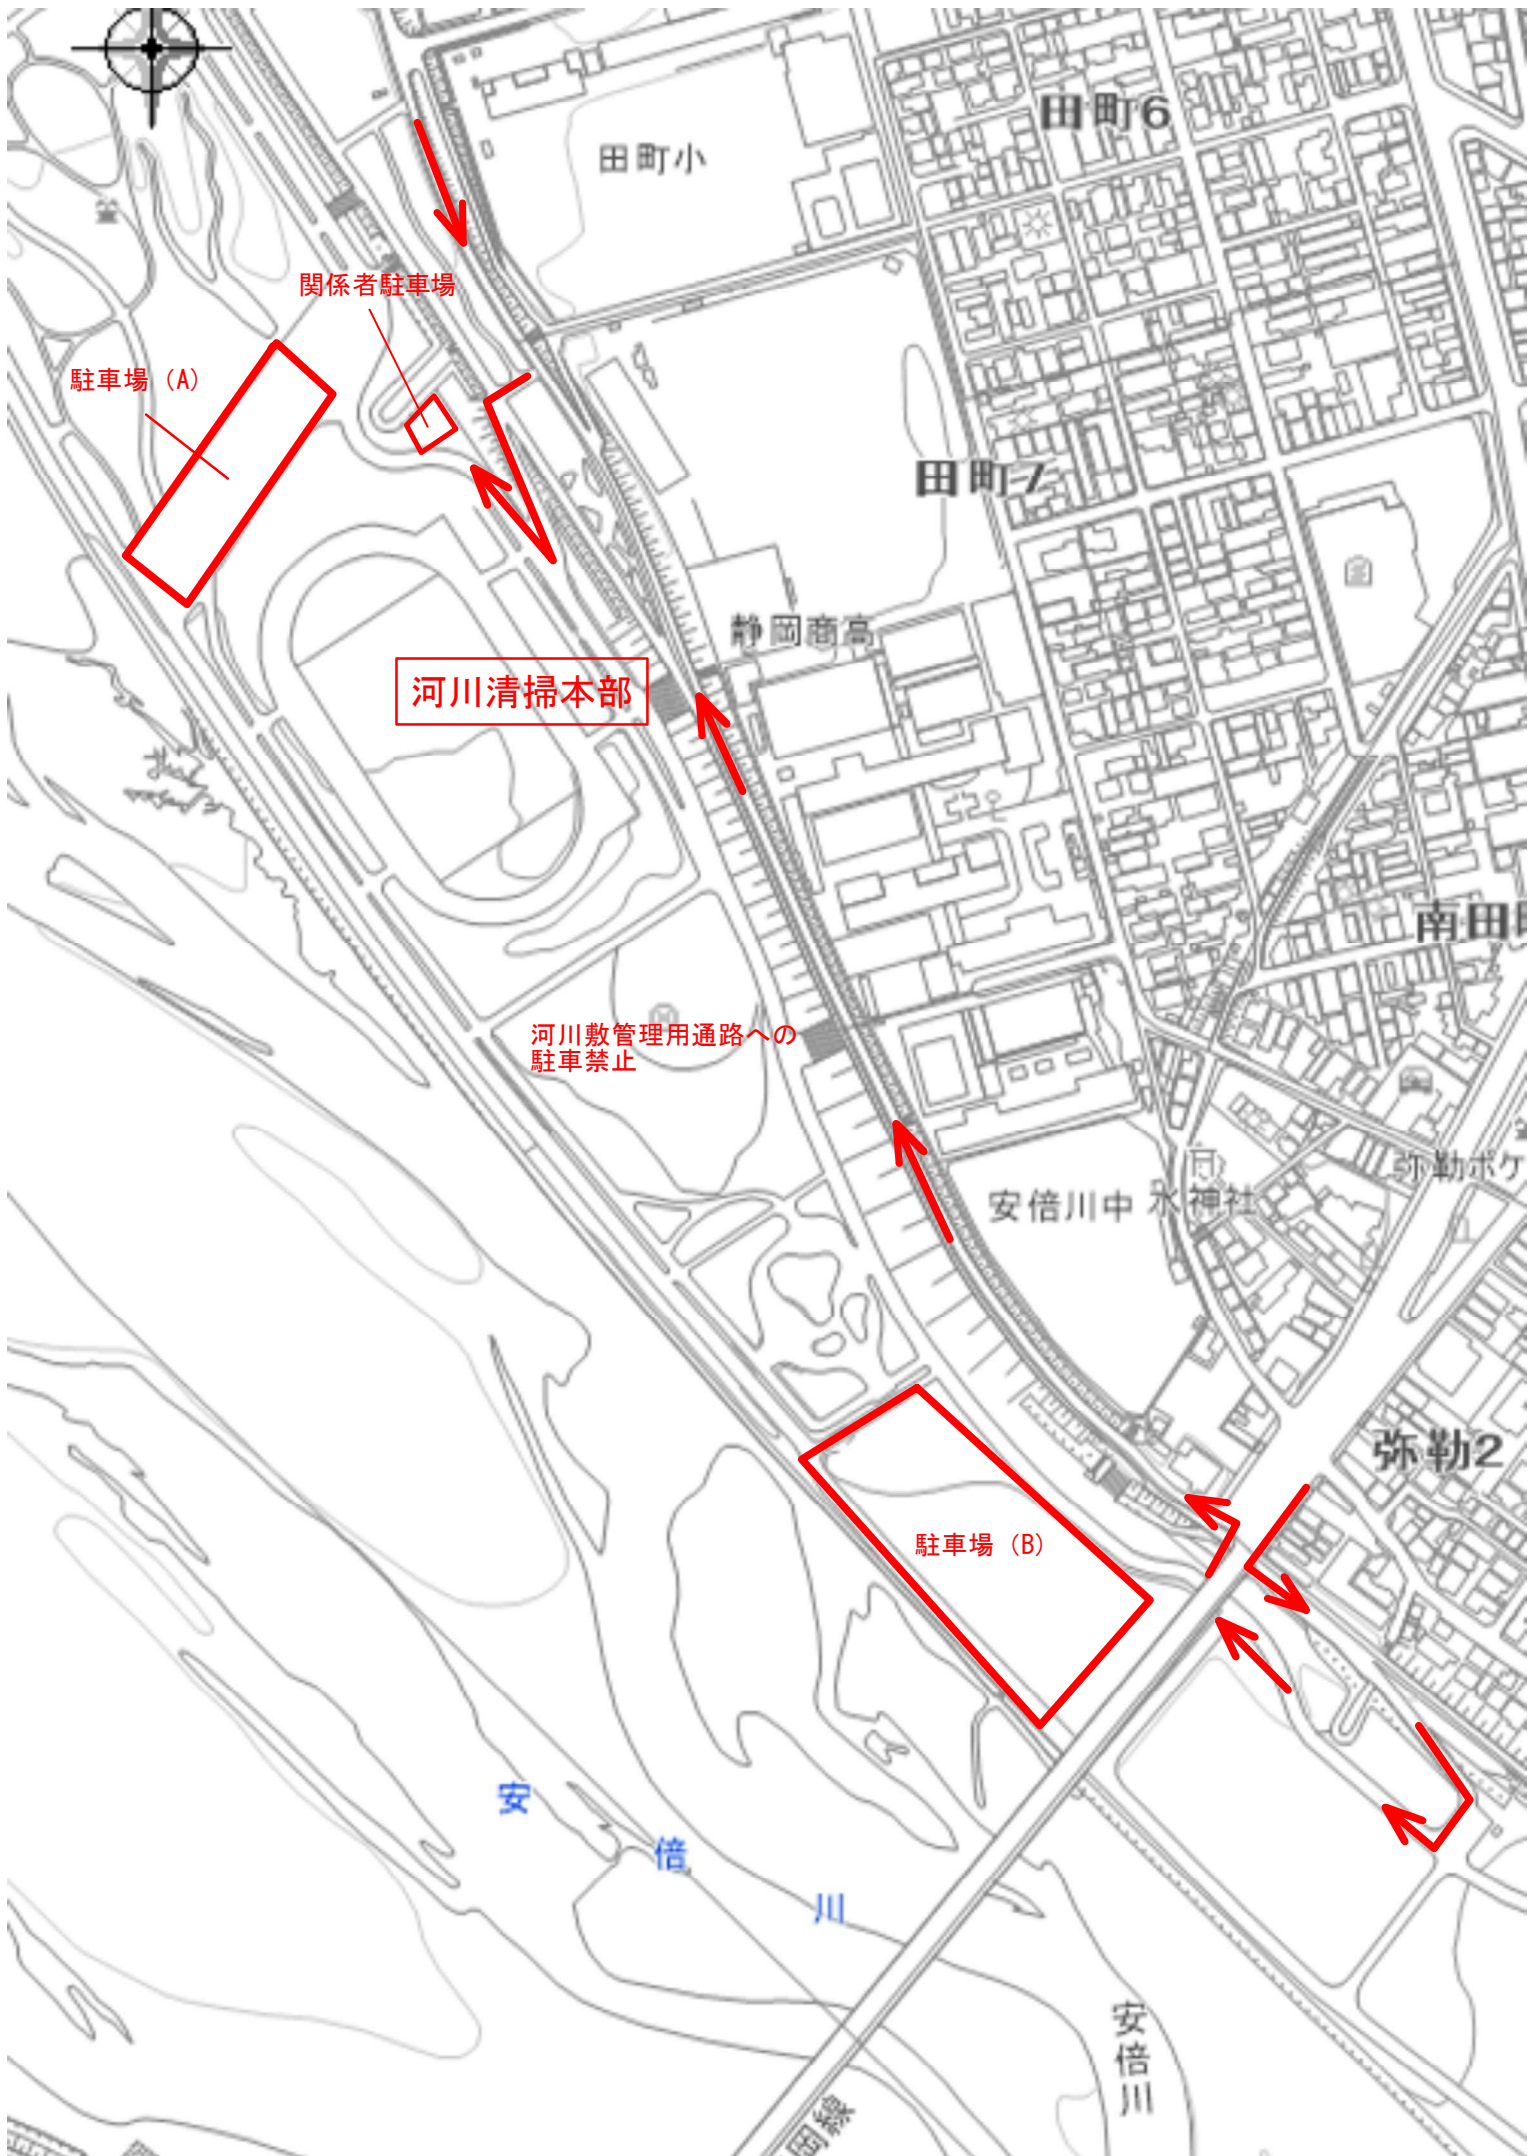 田町6
田町小
関係者駐車場
駐車場（A）
田町7
静岡商高
河川清掃本部
南田町
河川敷管理用通路への
駐車禁止
弥勒ポケ
安倍川中
水神社
弥勒2
駐車場（B）
安倍川
安倍川
岡線